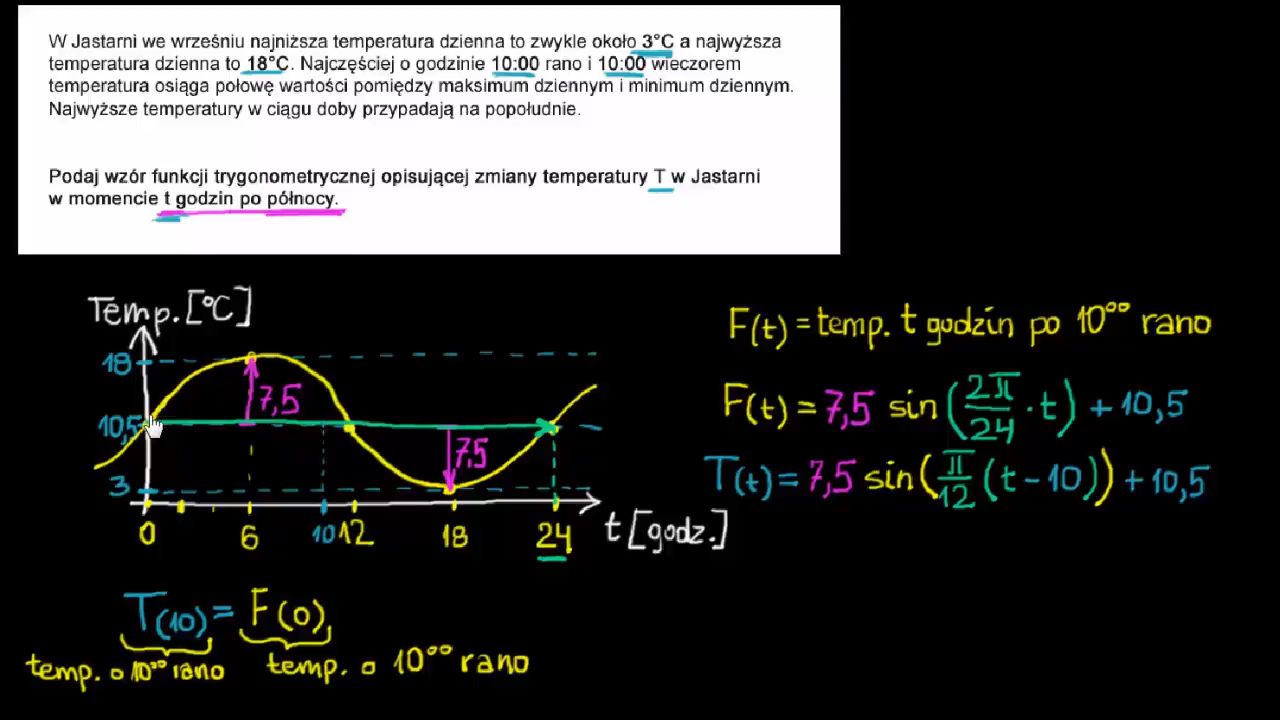 W Jastarni we wrześniu najniższa temperatura dzienna to zwykle około 3°C a najwyższa
temperatura dzienna to 18°C. Najczęściej o godzinie 10:00 rano i 10:00 wieczorem
temperatura osiąga połowę wartości pomiędzy maksimum dziennym i minimum dziennym.
Najwyższe temperatury w ciągu doby przypadają na popołudnie.
Podaj wzór funkcji trygonometrycznej opisującej zmiany temperatury T w Jastarni
w momencie t godzin po północy.
Temp. [°C]
18
7,5
10,5
7,5
3
0 6 10 12 18 24 t [godz.]
T(10) = F(0)
temp. o 10⁰⁰ rano temp. o 10⁰⁰ rano
F(t) = temp. t godzin po 10⁰⁰ rano
F(t) = 7,5 sin(2π/24 · t) + 10,5
T(t) = 7,5 sin(π/12 (t - 10)) + 10,5